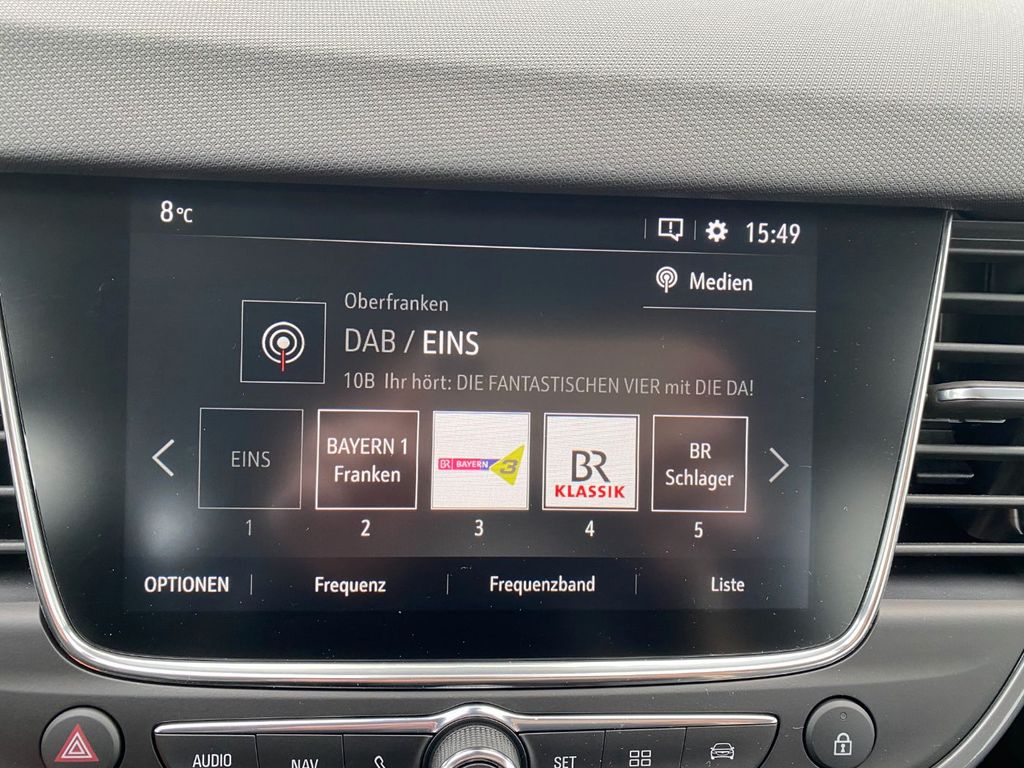 8°C
15:49
Medien
Oberfranken
DAB / EINS
10B Ihr hört: DIE FANTASTISCHEN VIER mit DIE DA!
EINS
BAYERN 1
Franken
BR BAYERN 3
BR
KLASSIK
BR
Schlager
1 2 3 4 5
OPTIONEN Frequenz Frequenzband Liste
AUDIO NAV SET